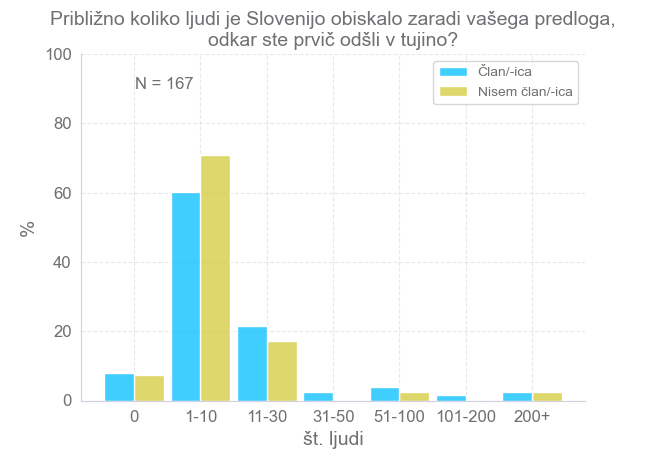 Približno koliko ljudi je Slovenijo obiskalo zaradi vašega predloga,
odkar ste prvič odšli v tujino?
100
80
60
40
20
0
%
N = 167
Član/-ica
Nisem član/-ica
0 1-10 11-30 31-50 51-100 101-200 200+
št. ljudi